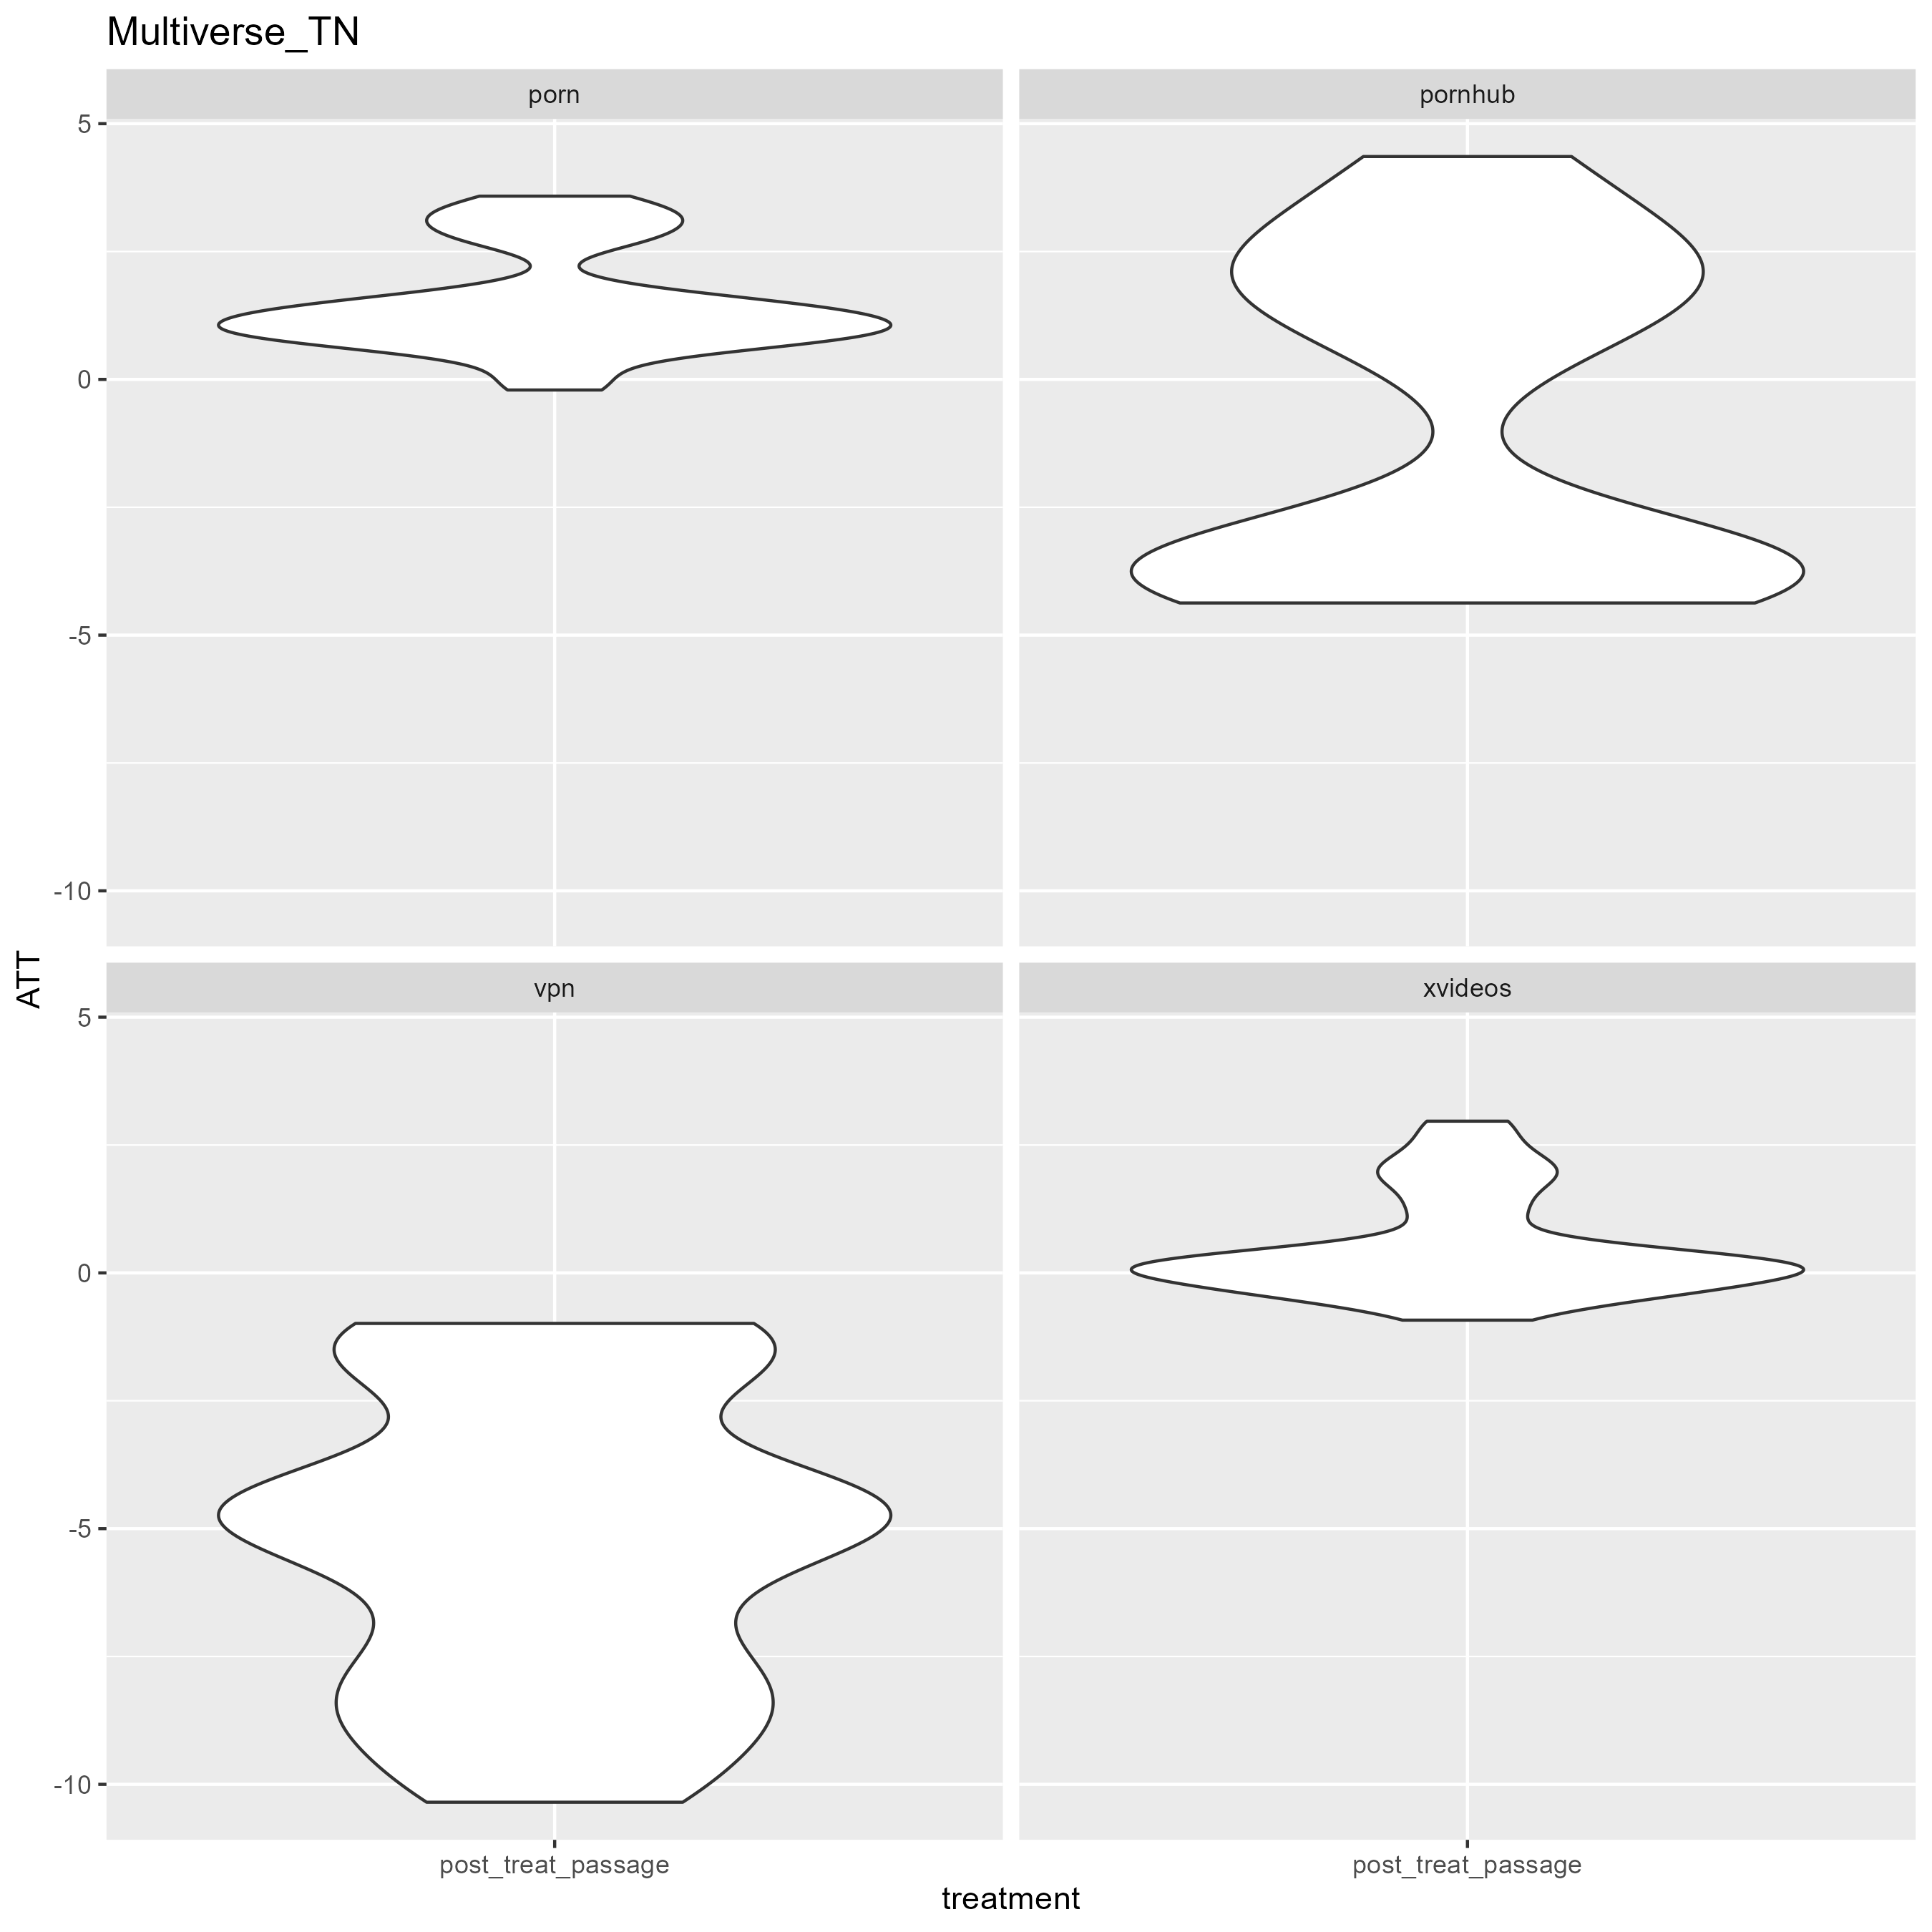 Multiverse_TN
porn
pornhub
5
0
-5
-10
ATT
vpn
xvideos
5
0
-5
-10
post_treat_passage
post_treat_passage
treatment